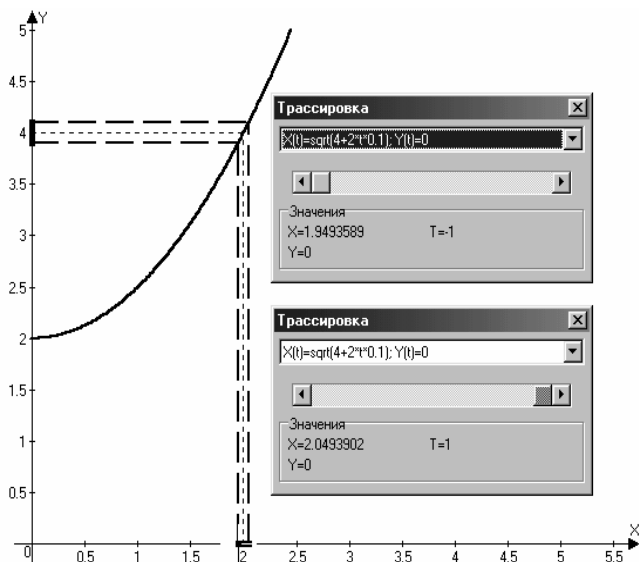 Y
5
4.5
4
3.5
3
2.5
2
1.5
1
0.5
Трассировка
X(t)=sqrt(4+2*t*0.1); Y(t)=0
Значения
X=1.9493589 T=-1
Y=0
Трассировка
X(t)=sqrt(4+2*t*0.1); Y(t)=0
Значения
X=2.0493902 T=1
Y=0
X
0 0.5 1 1.5 2 2.5 3 3.5 4 4.5 5 5.5